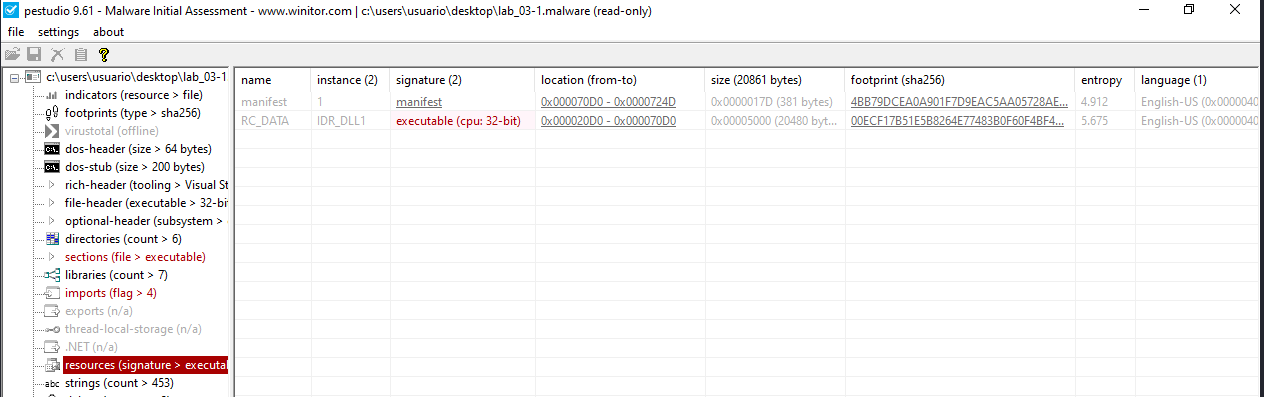 pestudio 9.61 - Malware Initial Assessment - www.winitor.com | c:\users\usuario\desktop\lab_03-1.malware (read-only)
file settings about
c:\users\usuario\desktop\lab_03-1
indicators (resource > file)
footprints (type > sha256)
virustotal (offline)
dos-header (size > 64 bytes)
dos-stub (size > 200 bytes)
rich-header (tooling > Visual St
file-header (executable > 32-bi
optional-header (subsystem >
directories (count > 6)
sections (file > executable)
libraries (count > 7)
imports (flag > 4)
exports (n/a)
thread-local-storage (n/a)
.NET (n/a)
resources (signature > executal
abc strings (count > 453)
name instance (2) signature (2) location (from-to) size (20861 bytes) footprint (sha256) entropy language (1)
manifest 1 manifest 0x000070D0 - 0x0000724D 0x0000017D (381 bytes) 4BB79DCEA0A901F7D9EAC5AA05728AE... 4.912 English-US (0x0000040
RC_DATA IDR_DLL1 executable (cpu: 32-bit) 0x000020D0 - 0x000070D0 0x00005000 (20480 byt... 00ECF17B51E5B8264E77483B0F60F4BF4... 5.675 English-US (0x0000040